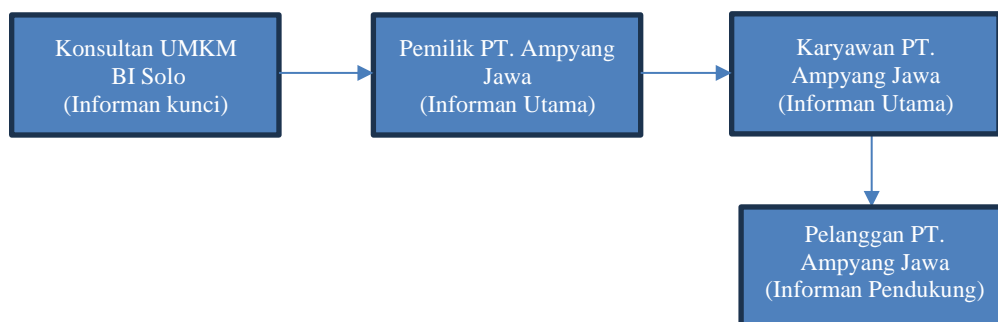 Konsultan UMKM
BI Solo
(Informan kunci)
Pemilik PT. Ampyang
Jawa
(Informan Utama)
Karyawan PT.
Ampyang Jawa
(Informan Utama)
Pelanggan PT.
Ampyang Jawa
(Informan Pendukung)